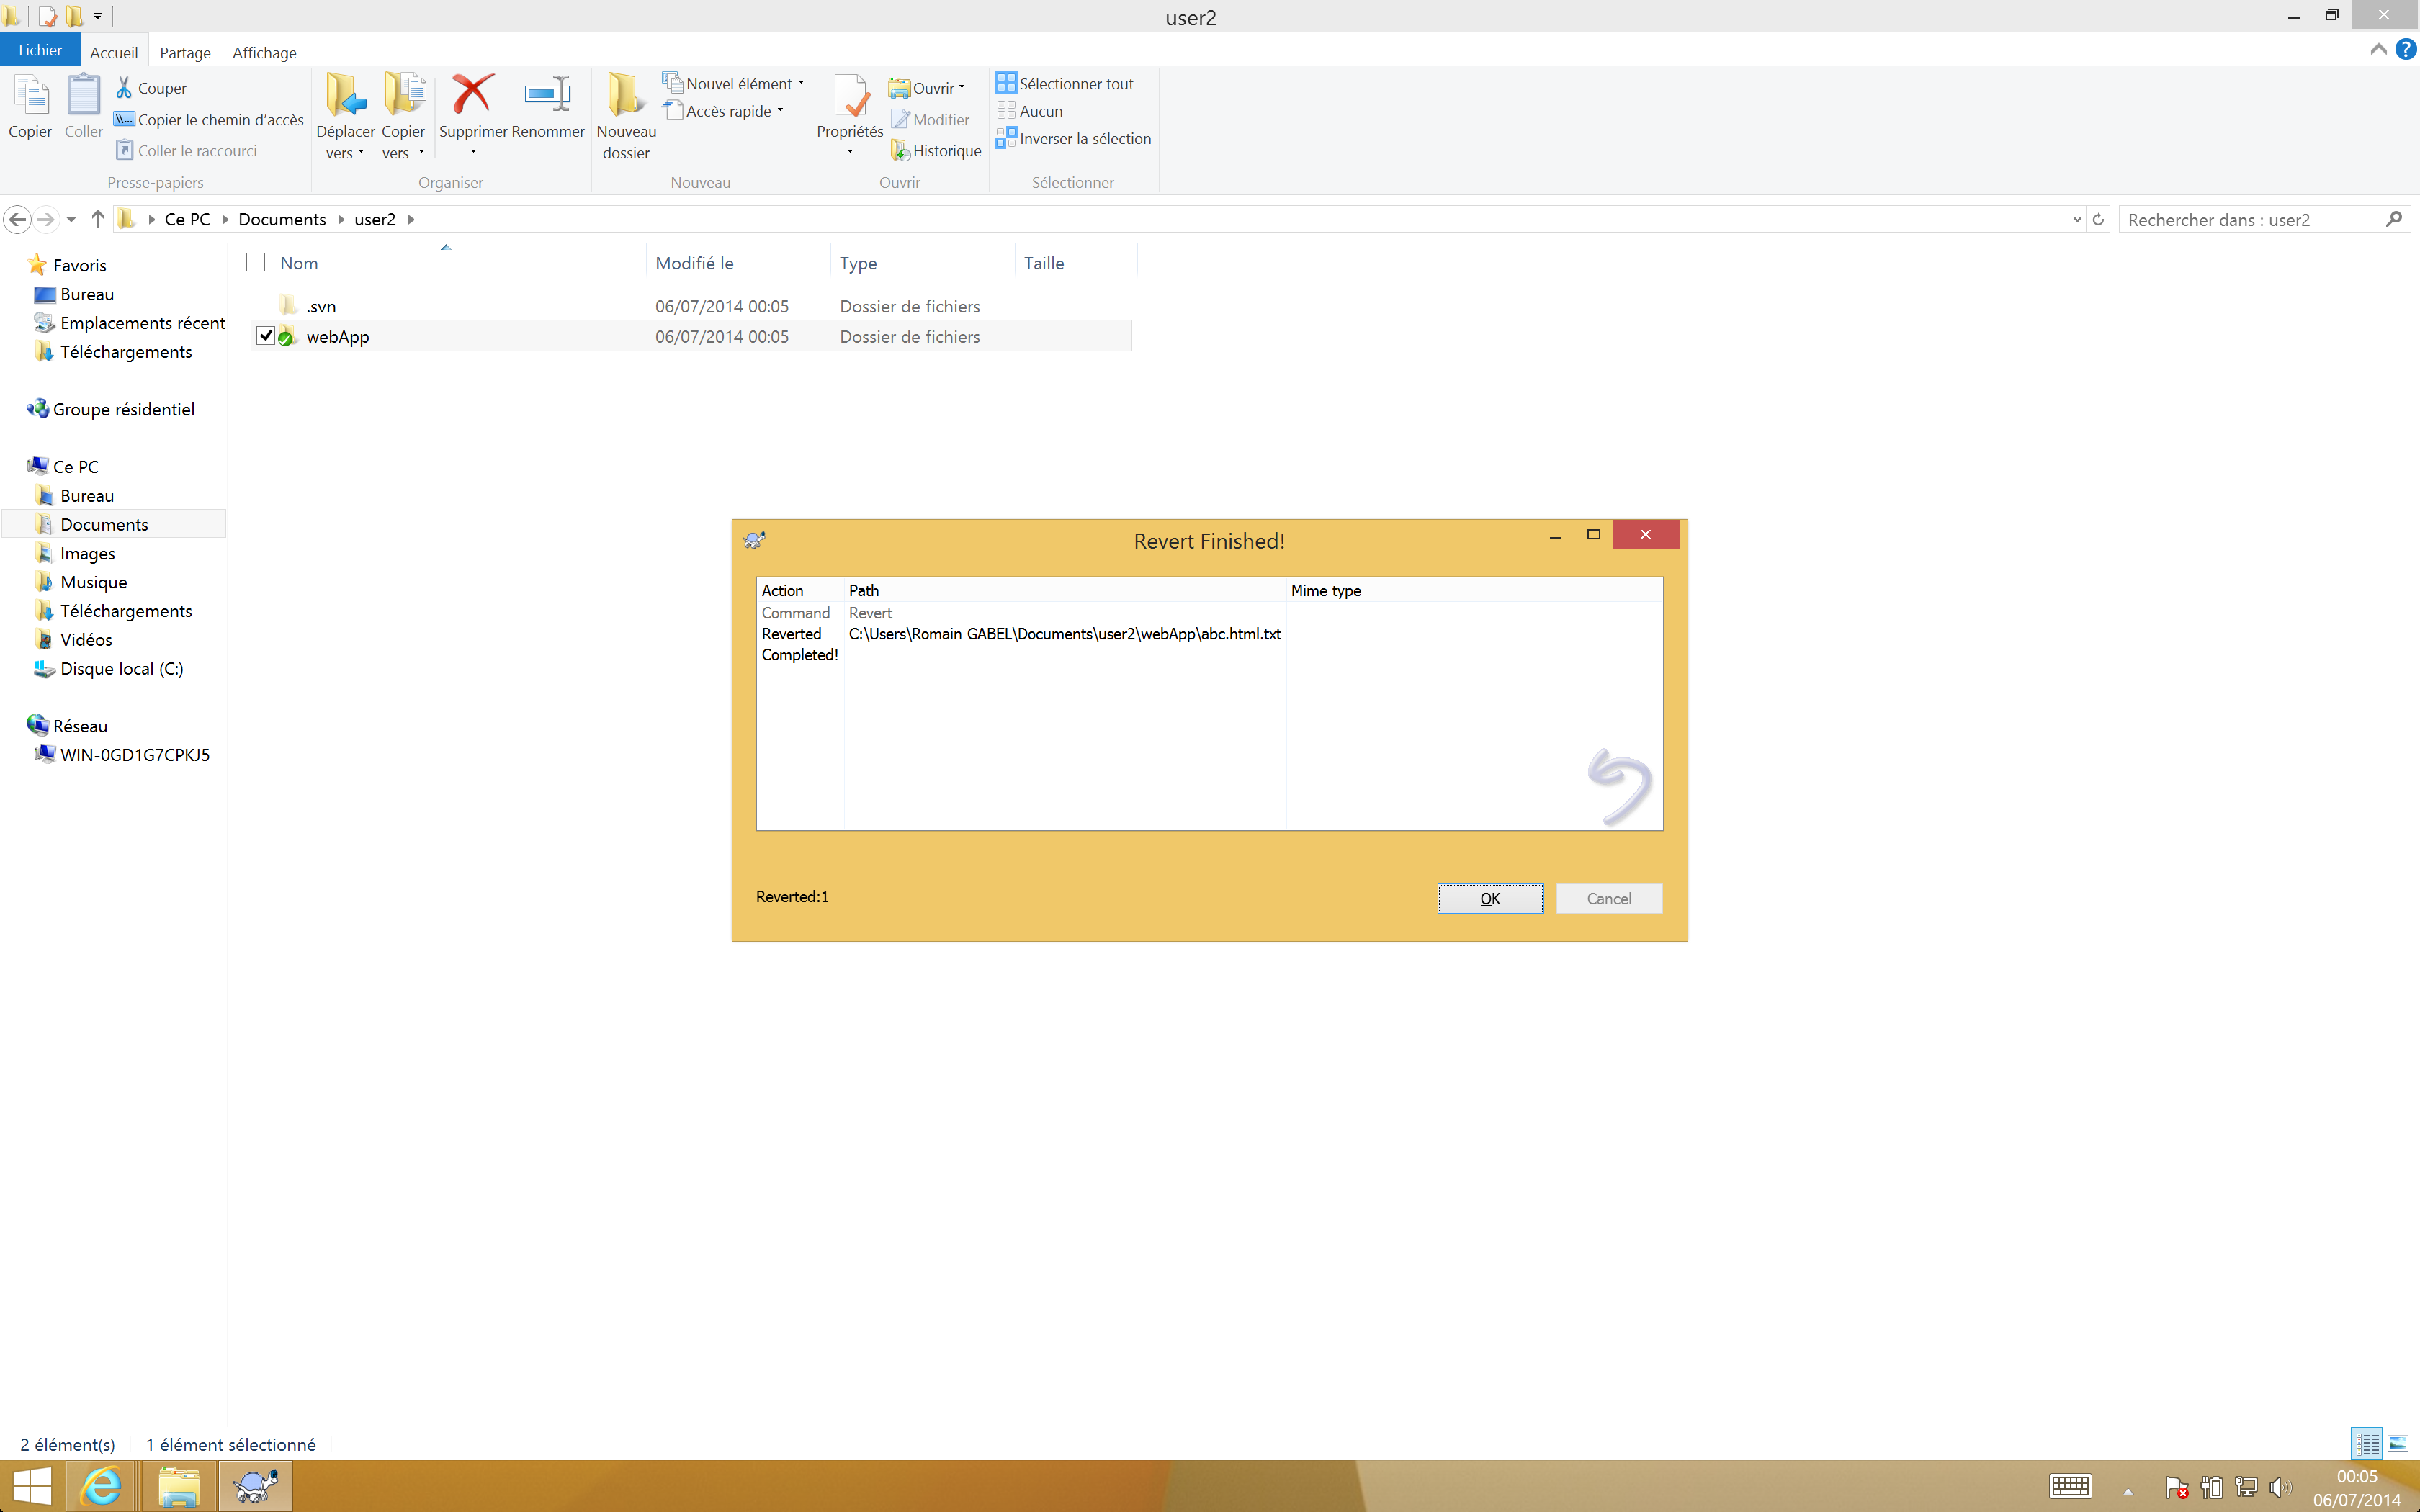 user2
Fichier Accueil Partage Affichage
Copier
Coller
Couper
Copier le chemin d'accès
Coller le raccourci
Presse-papiers
Déplacer vers
Copier vers
Supprimer
Renommer
Organiser
Nouveau dossier
Nouvel élément
Accès rapide
Nouveau
Propriétés
Ouvrir
Modifier
Historique
Ouvrir
Sélectionner tout
Aucun
Inverser la sélection
Sélectionner
Ce PC Documents user2
Rechercher dans : user2
Favoris
Bureau
Emplacements récent
Téléchargements
Groupe résidentiel
Ce PC
Bureau
Documents
Images
Musique
Téléchargements
Vidéos
Disque local (C:)
Réseau
WIN-0GD1G7CPKJ5
Nom Modifié le Type Taille
.svn 06/07/2014 00:05 Dossier de fichiers
webApp 06/07/2014 00:05 Dossier de fichiers
Revert Finished!
Action Path Mime type
Command Revert
Reverted C:\Users\Romain GABEL\Documents\user2\webApp\abc.html.txt
Completed!
Reverted:1
OK Cancel
2 élément(s) 1 élément sélectionné
00:05
06/07/2014